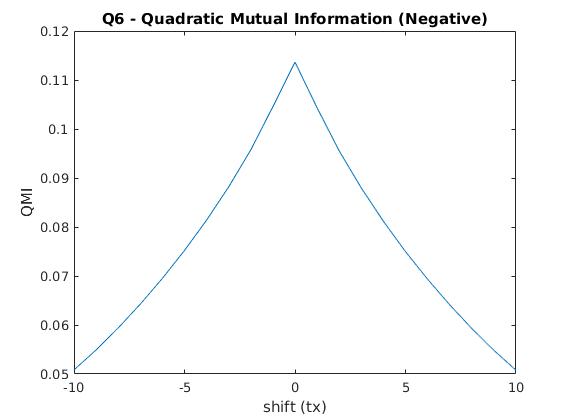 Q6 - Quadratic Mutual Information (Negative)
0.12
0.11
0.1
0.09
0.08
0.07
0.06
0.05
QMI
-10 -5 0 5 10
shift (tx)